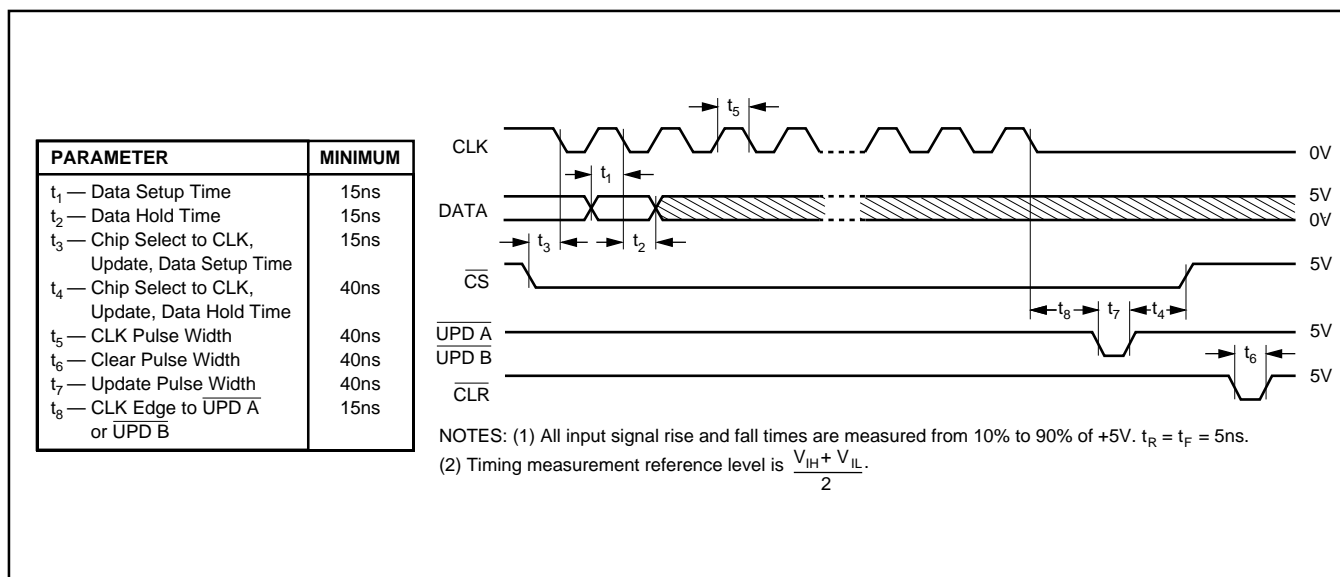 PARAMETER MINIMUM
t1 — Data Setup Time 15ns
t2 — Data Hold Time 15ns
t3 — Chip Select to CLK, 15ns
Update, Data Setup Time
t4 — Chip Select to CLK, 40ns
Update, Data Hold Time
t5 — CLK Pulse Width 40ns
t6 — Clear Pulse Width 40ns
t7 — Update Pulse Width 40ns
t8 — CLK Edge to UPD A 15ns
or UPD B
t5
CLK
0V
t1
DATA
5V
0V
t3
t2
CS
5V
t8 t7 t4
UPD A
UPD B
5V
t6
CLR
5V
NOTES: (1) All input signal rise and fall times are measured from 10% to 90% of +5V. tR = tF = 5ns.
(2) Timing measurement reference level is VIH + VIL / 2 .